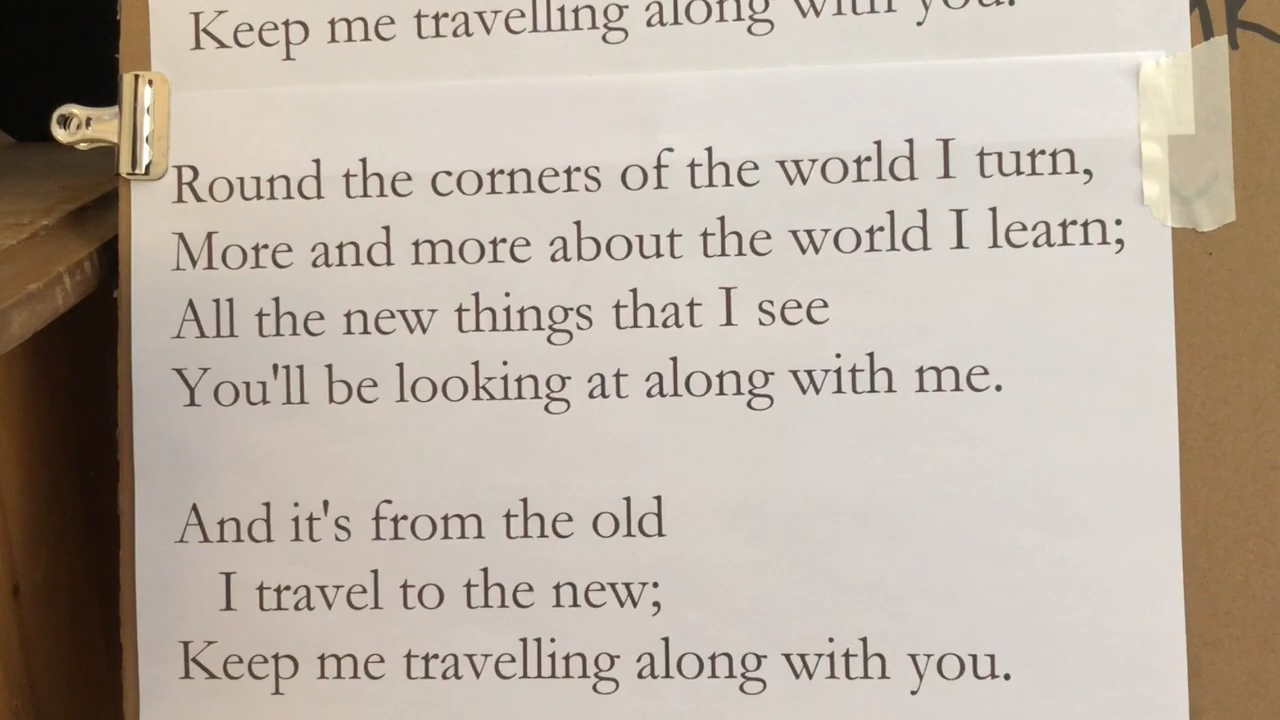 Keep me travelling along with you.
Round the corners of the world I turn,
More and more about the world I learn;
All the new things that I see
You'll be looking at along with me.
And it's from the old
I travel to the new;
Keep me travelling along with you.